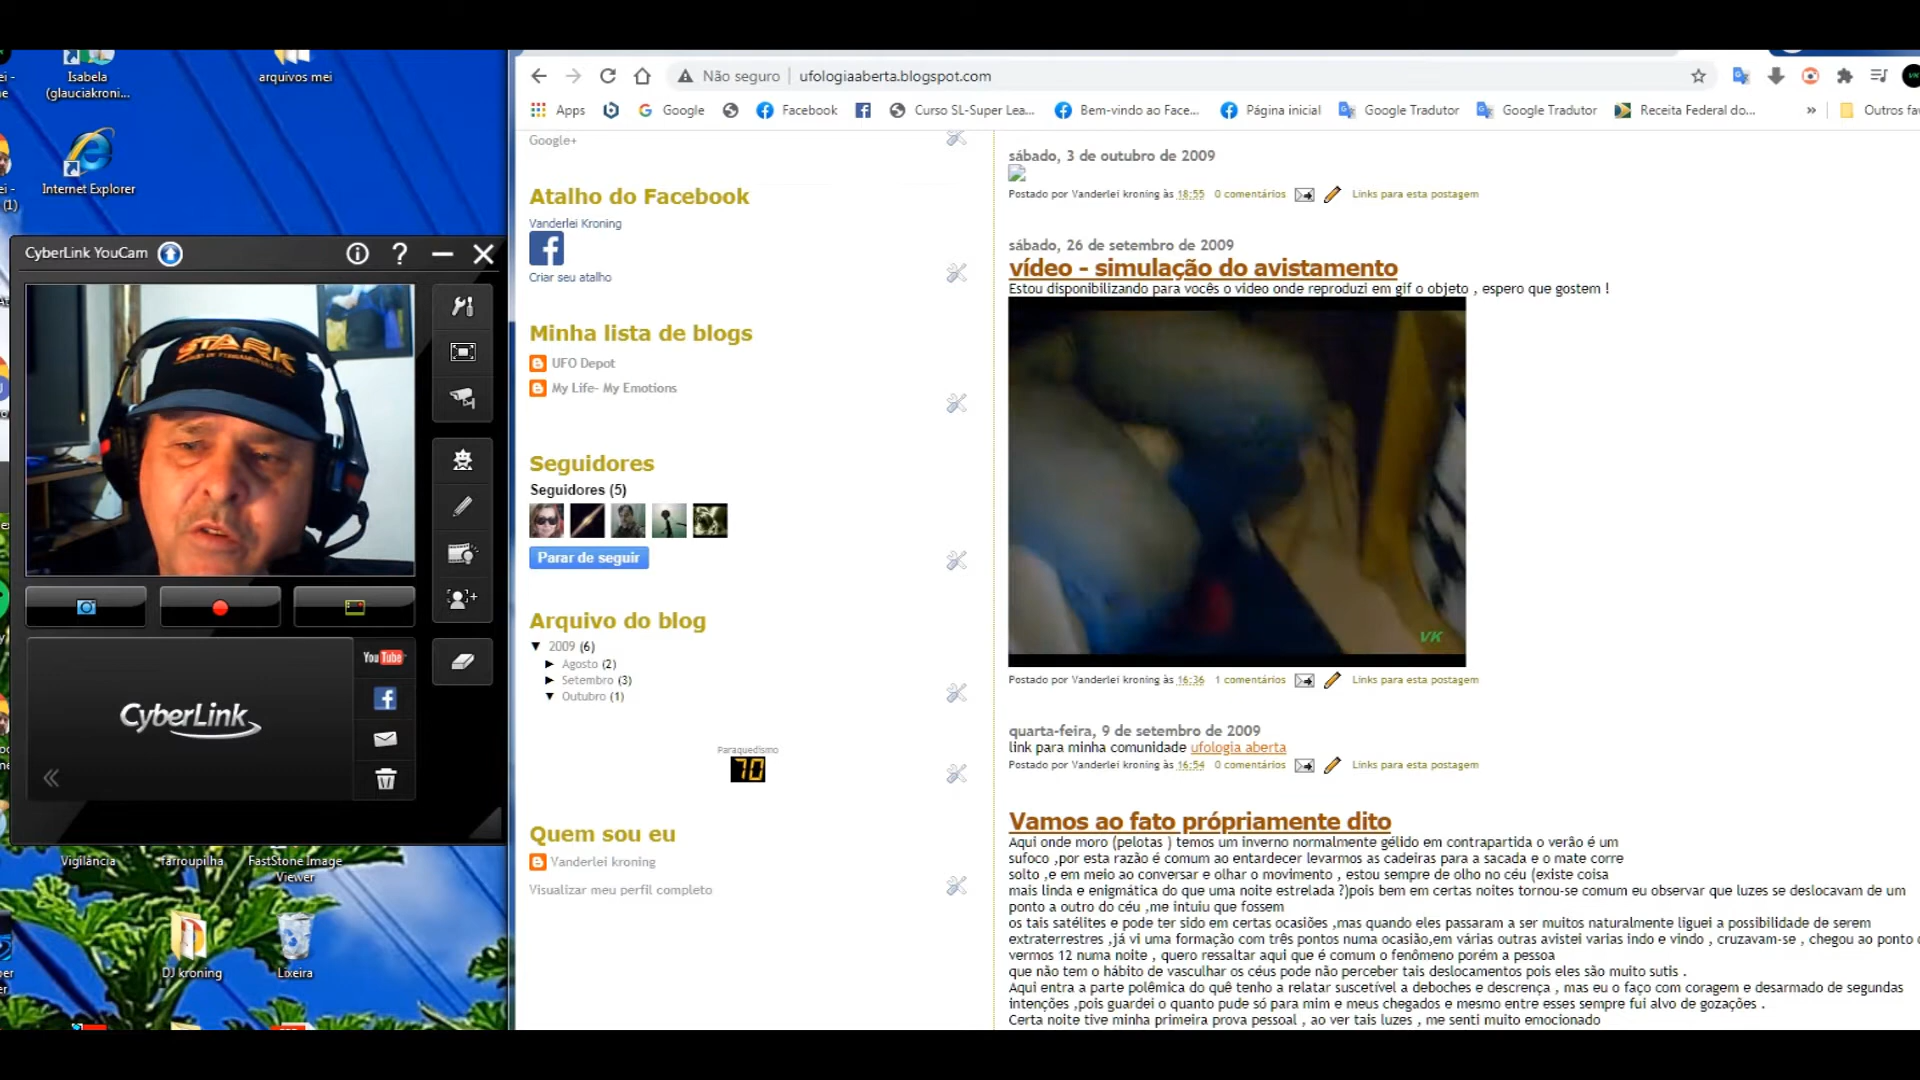 Isabela
(glauciakroni...
arquivos mei
Internet Explorer
(1)
CyberLink YouCam
STARK
You Tube
CyberLink
Vigilância
farroupilha
FastStone Image
Viewer
DJ kroning
Lixeira
Não seguro
ufologiaaberta.blogspot.com
Apps
Google
Facebook
Curso SL-Super Lea...
Bem-vindo ao Face...
Página inicial
Google Tradutor
Google Tradutor
Receita Federal do...
»
Outros fav
Google+
Atalho do Facebook
Vanderlei Kroning
Criar seu atalho
Minha lista de blogs
UFO Depot
My Life- My Emotions
Seguidores
Seguidores (5)
Parar de seguir
Arquivo do blog
▼ 2009 (6)
► Agosto (2)
► Setembro (3)
▼ Outubro (1)
Paraquedismo
70
Quem sou eu
Vanderlei kroning
Visualizar meu perfil completo
sábado, 3 de outubro de 2009
Postado por Vanderlei kroning às 18:55 0 comentários Links para esta postagem
sábado, 26 de setembro de 2009
vídeo - simulação do avistamento
Estou disponibilizando para vocês o video onde reproduzi em gif o objeto , espero que gostem !
VK
Postado por Vanderlei kroning às 16:36 1 comentários Links para esta postagem
quarta-feira, 9 de setembro de 2009
link para minha comunidade ufologia aberta
Postado por Vanderlei kroning às 16:54 0 comentários Links para esta postagem
Vamos ao fato própriamente dito
Aqui onde moro (pelotas ) temos um inverno normalmente gélido em contrapartida o verão é um
sufoco ,por esta razão é comum ao entardecer levarmos as cadeiras para a sacada e o mate corre
solto ,e em meio ao conversar e olhar o movimento , estou sempre de olho no céu (existe coisa
mais linda e enigmática do que uma noite estrelada ?)pois bem em certas noites tornou-se comum eu observar que luzes se deslocavam de um
ponto a outro do céu ,me intuiu que fossem
os tais satélites e pode ter sido em certas ocasiões ,mas quando eles passaram a ser muitos naturalmente liguei a possibilidade de serem
extraterrestres ,já vi uma formação com três pontos numa ocasião,em várias outras avistei varias indo e vindo , cruzavam-se , chegou ao ponto
vermos 12 numa noite , quero ressaltar aqui que é comum o fenômeno porém a pessoa
que não tem o hábito de vasculhar os céus pode não perceber tais deslocamentos pois eles são muito sutis .
Aqui entra a parte polêmica do quê tenho a relatar suscetível a deboches e descrença , mas eu o faço com coragem e desarmado de segundas
intenções ,pois guardei o quanto pude só para mim e meus chegados e mesmo entre esses sempre fui alvo de gozações .
Certa noite tive minha primeira prova pessoal , ao ver tais luzes , me senti muito emocionado